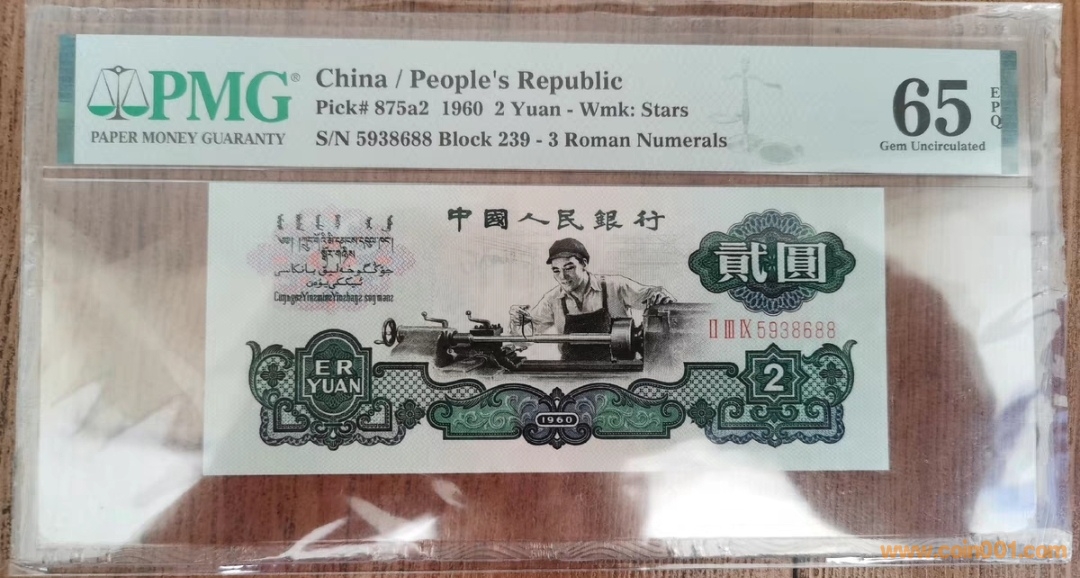 PMG®
PAPER MONEY GUARANTY
China / People's Republic
Pick# 875a2 1960 2 Yuan - Wmk: Stars
S/N 5938688 Block 239 - 3 Roman Numerals
65
EPQ
Gem Uncirculated
中國人民銀行
貳圓
II III IX 5938688
ER
YUAN
1960
2
www.coin001.com